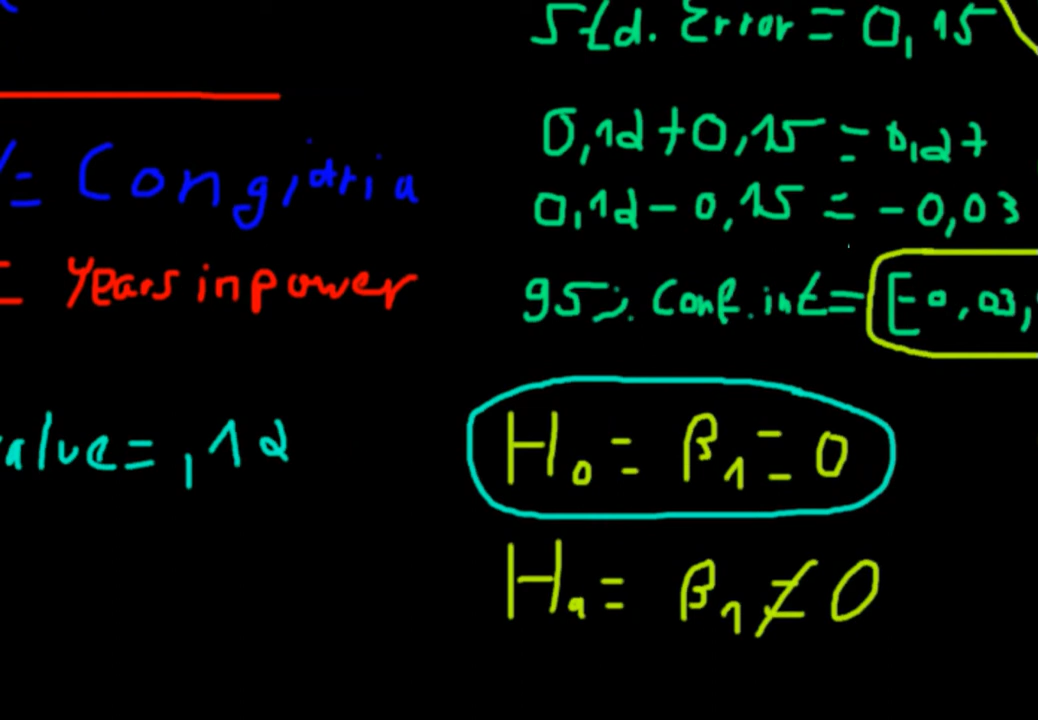 Std. Error = 0,15
0,12+0,15 = 0,27
0,12-0,15 = -0,03
= Congiaria
= Years in power
95%. Conf. int = [-0,03,
alue = ,12
H0 = β1 = 0
Ha = β1 ≠ 0